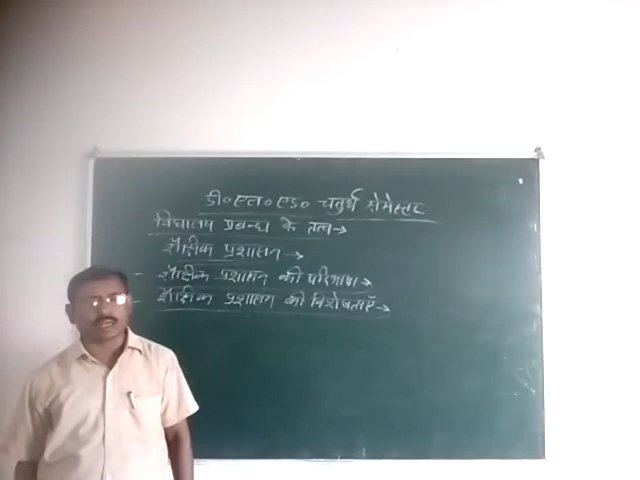 डी०एल०एड० चतुर्थ सेमेस्टर
विद्यालय प्रबन्ध के तत्व→
शैक्षिक प्रशासन →
- शैक्षिक प्रशासन की परिभाषा→
- शैक्षिक प्रशासन की विशेषताएँ→